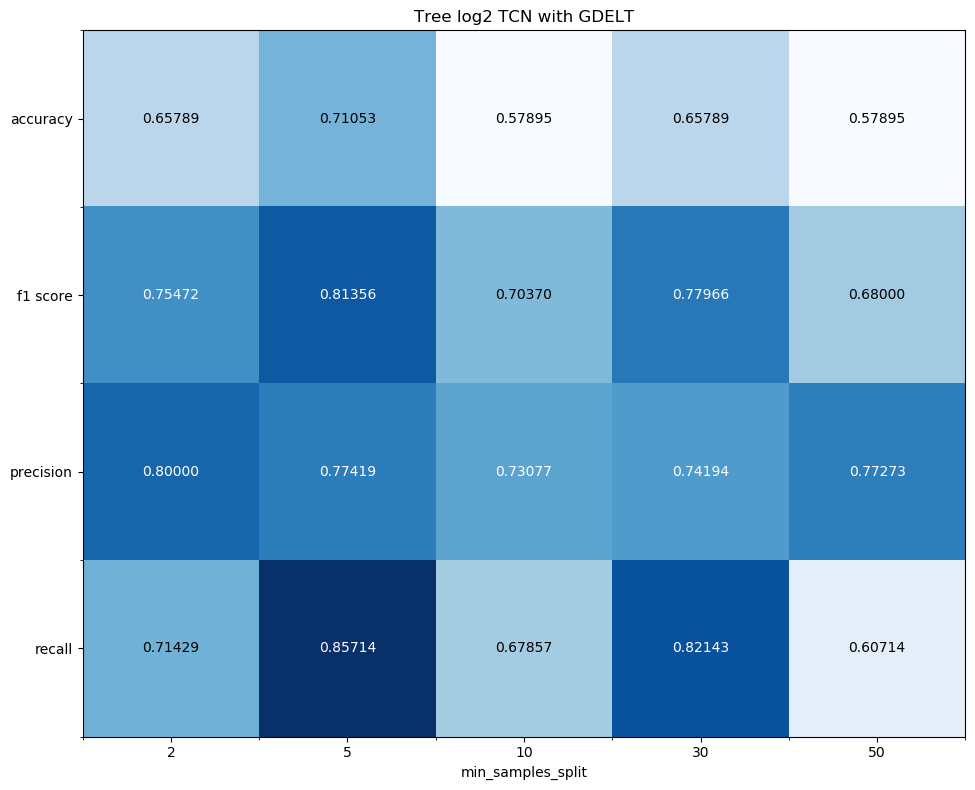 Tree log2 TCN with GDELT
accuracy 0.65789 0.71053 0.57895 0.65789 0.57895
f1 score 0.75472 0.81356 0.70370 0.77966 0.68000
precision 0.80000 0.77419 0.73077 0.74194 0.77273
recall 0.71429 0.85714 0.67857 0.82143 0.60714
2 5 10 30 50
min_samples_split